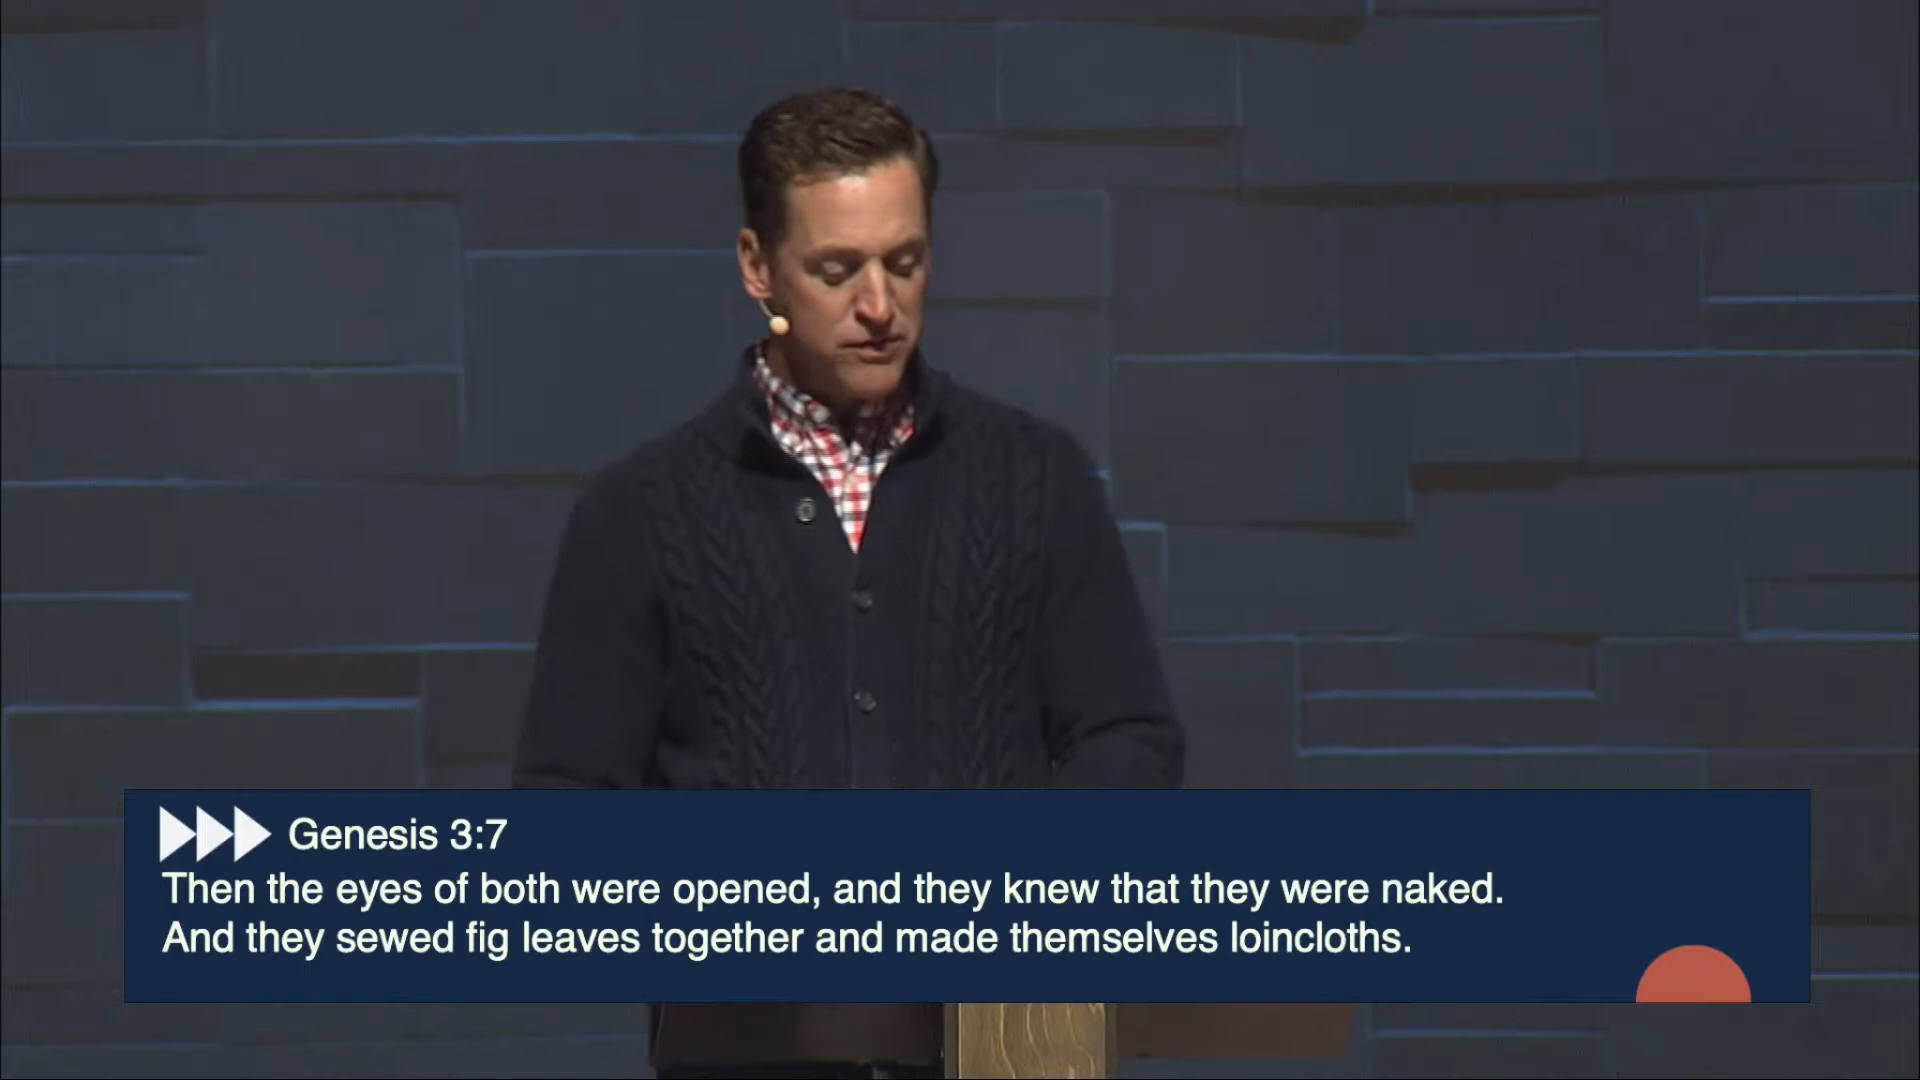 Genesis 3:7
Then the eyes of both were opened, and they knew that they were naked.
And they sewed fig leaves together and made themselves loincloths.